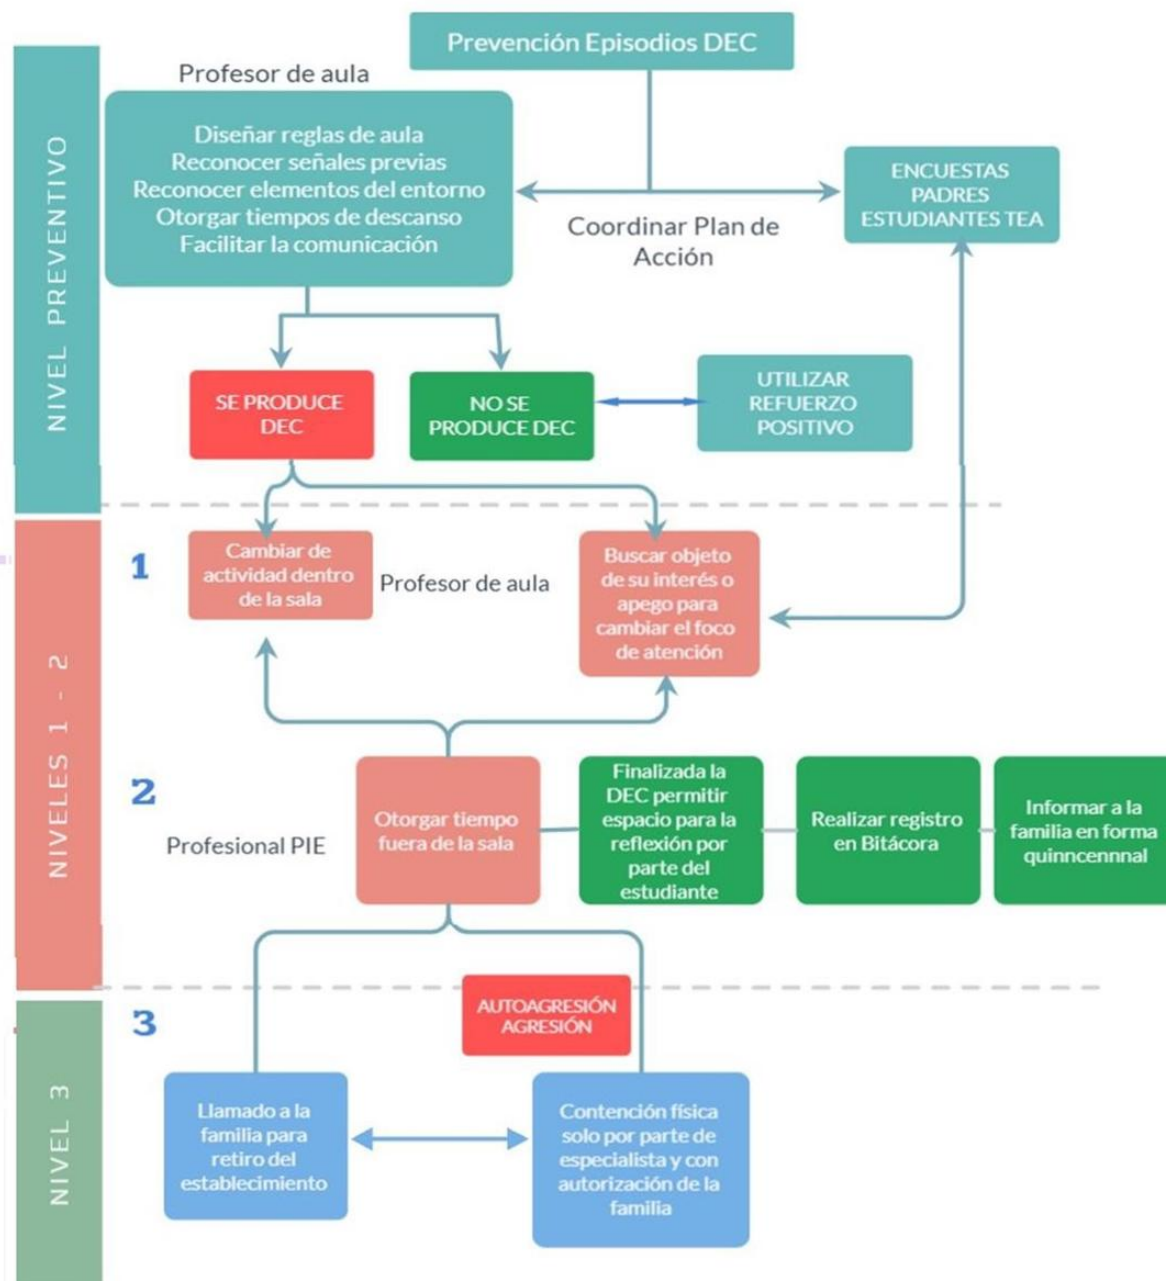 Prevención Episodios DEC
NIVEL PREVENTIVO
Profesor de aula
Diseñar reglas de aula
Reconocer señales previas
Reconocer elementos del entorno
Otorgar tiempos de descanso
Facilitar la comunicación
Coordinar Plan de
Acción
ENCUESTAS
PADRES
ESTUDIANTES TEA
SE PRODUCE
DEC
NO SE
PRODUCE DEC
UTILIZAR
REFUERZO
POSITIVO
NIVELES 1 - 2
1
Cambiar de
actividad dentro
de la sala
Profesor de aula
Buscar objeto
de su interés o
apego para
cambiar el foco
de atención
2
Profesional PIE
Otorgar tiempo
fuera de la sala
Finalizada la
DEC permitir
espacio para la
reflexión por
parte del
estudiante
Realizar registro
en Bitácora
Informar a la
familia en forma
quinncennnal
NIVEL 3
3
AUTOAGRESIÓN
AGRESIÓN
Llamado a la
familia para
retiro del
establecimiento
Contención física
solo por parte de
especialista y con
autorización de la
familia